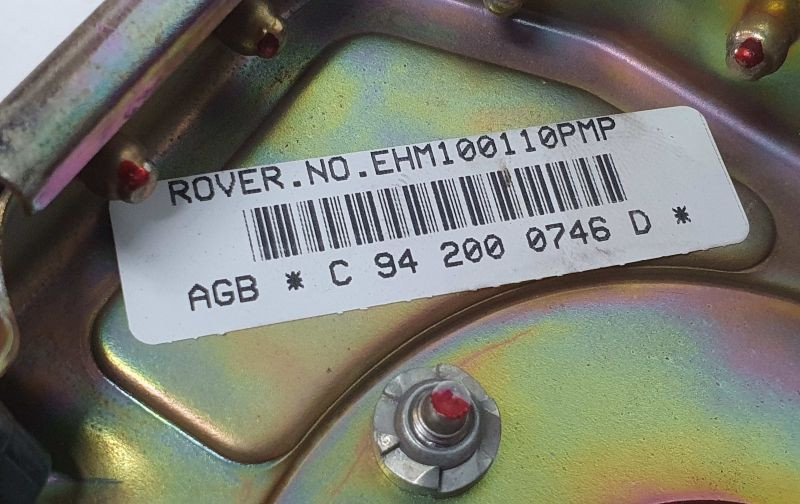 ROVER.NO.EHM100110PMP
AGB * C 94 200 0746 D *